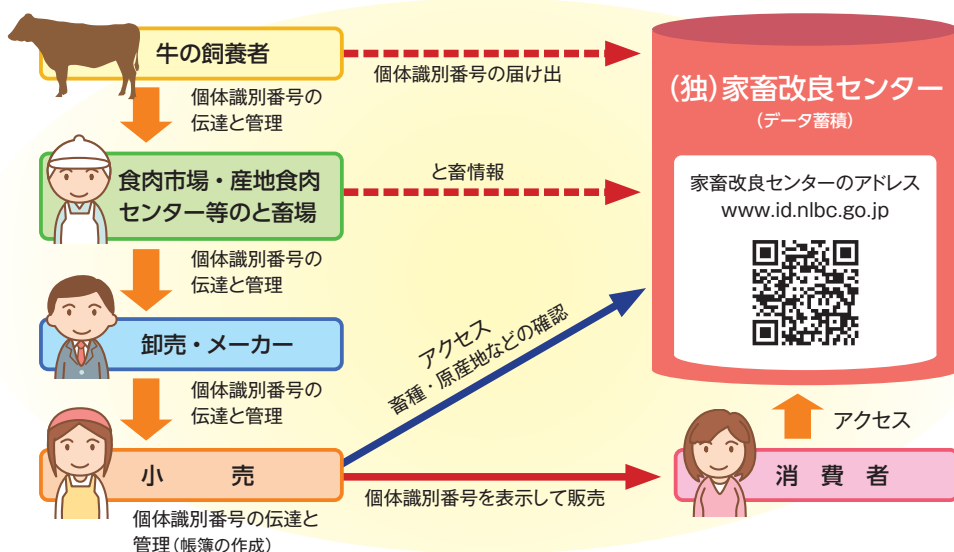 牛の飼養者
個体識別番号の届け出
個体識別番号の
伝達と管理
食肉市場・産地食肉
センター等のと畜場
と畜情報
個体識別番号の
伝達と管理
卸売・メーカー
個体識別番号の
伝達と管理
小　売
個体識別番号の伝達と
管理(帳簿の作成)
アクセス
畜種・原産地などの確認
個体識別番号を表示して販売
(独)家畜改良センター
(データ蓄積)
家畜改良センターのアドレス
www.id.nlbc.go.jp
アクセス
消 費 者